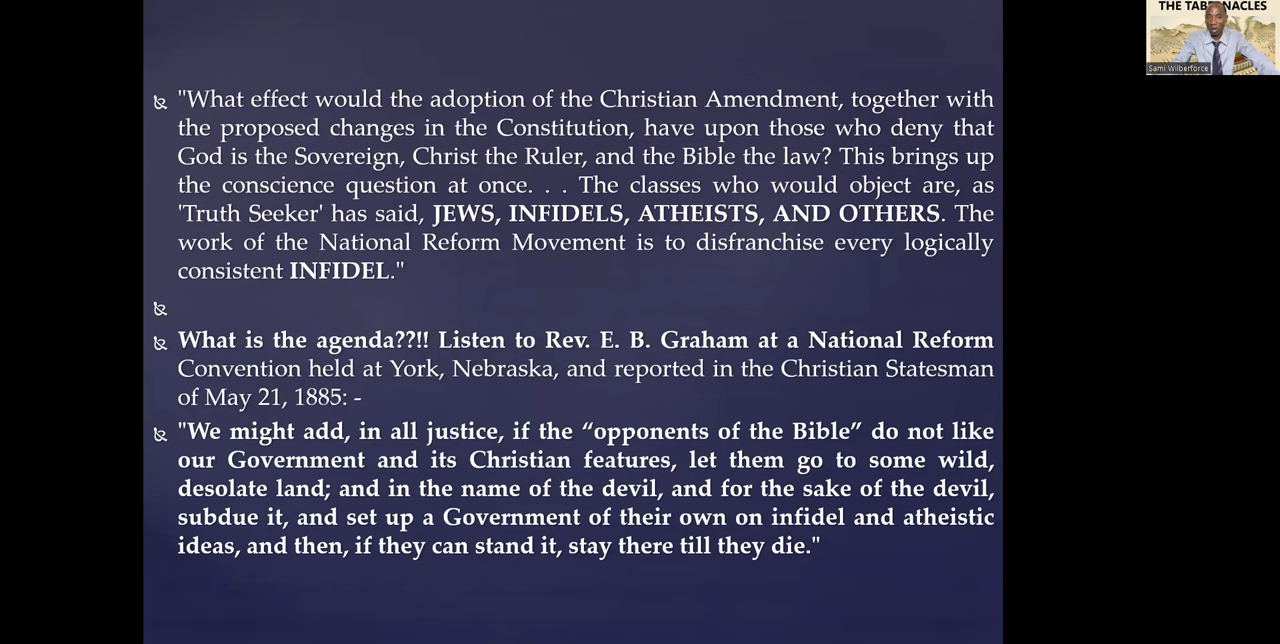 THE TABERNACLES
Sami Wilberforce
"What effect would the adoption of the Christian Amendment, together with
the proposed changes in the Constitution, have upon those who deny that
God is the Sovereign, Christ the Ruler, and the Bible the law? This brings up
the conscience question at once. . . The classes who would object are, as
'Truth Seeker' has said, JEWS, INFIDELS, ATHEISTS, AND OTHERS. The
work of the National Reform Movement is to disfranchise every logically
consistent INFIDEL."
What is the agenda??!! Listen to Rev. E. B. Graham at a National Reform
Convention held at York, Nebraska, and reported in the Christian Statesman
of May 21, 1885: -
"We might add, in all justice, if the “opponents of the Bible” do not like
our Government and its Christian features, let them go to some wild,
desolate land; and in the name of the devil, and for the sake of the devil,
subdue it, and set up a Government of their own on infidel and atheistic
ideas, and then, if they can stand it, stay there till they die."